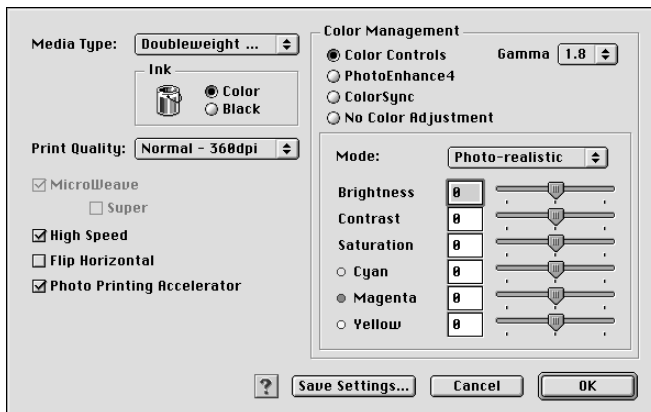 Media Type: Doubleweight ...
Ink
Color
Black
Print Quality: Normal - 360dpi
MicroWeave
Super
High Speed
Flip Horizontal
Photo Printing Accelerator
Color Management
Color Controls
Gamma 1.8
PhotoEnhance4
ColorSync
No Color Adjustment
Mode: Photo-realistic
Brightness 0
Contrast 0
Saturation 0
Cyan 0
Magenta 0
Yellow 0
? Save Settings... Cancel OK